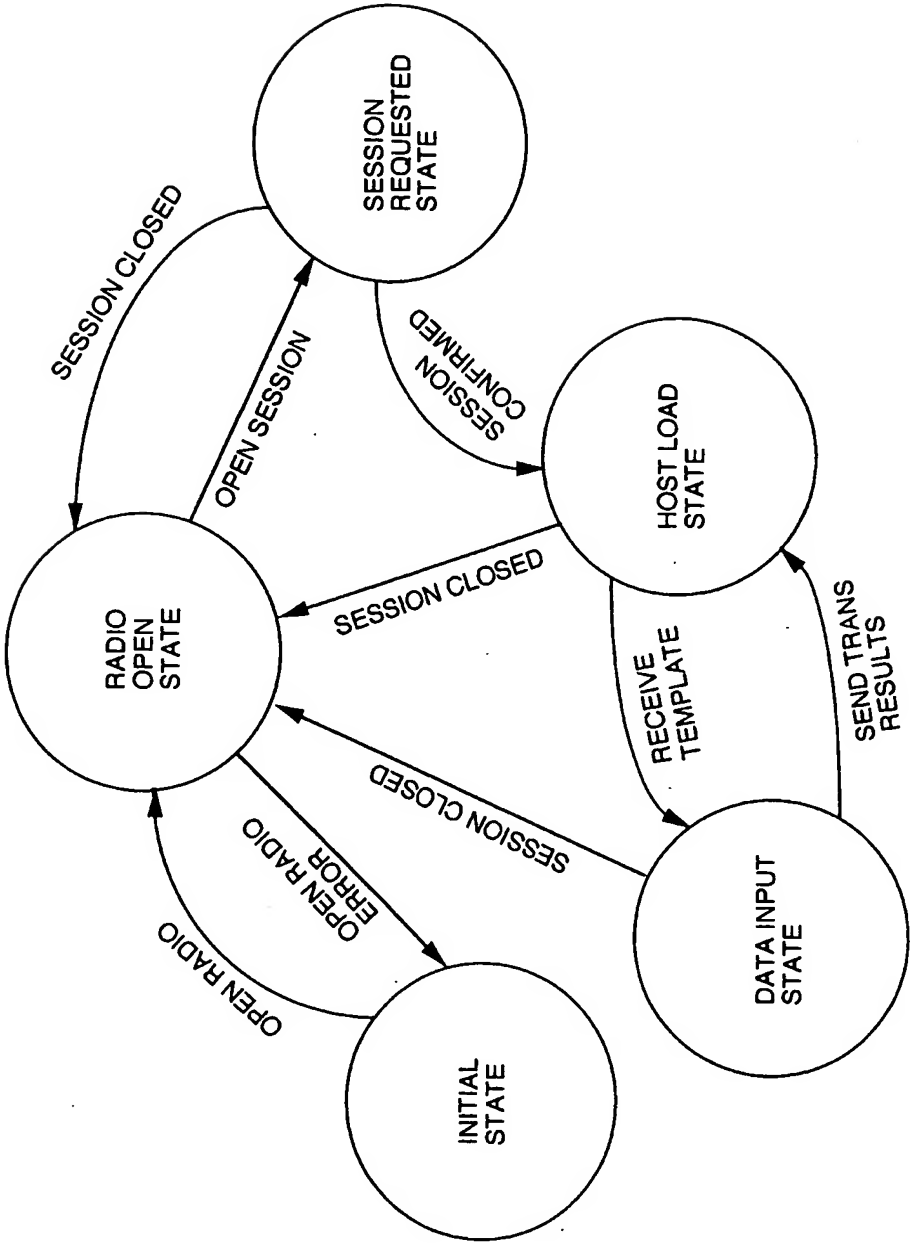 SESSION CLOSED
SESSION
REQUESTED
STATE
OPEN SESSION
SESSION
CONFIRMED
RADIO
OPEN
STATE
HOST LOAD
STATE
SESSION CLOSED
RECEIVE
TEMPLATE
SEND TRANS
RESULTS
SESSION CLOSED
OPEN RADIO
ERROR
OPEN RADIO
DATA INPUT
STATE
INITIAL
STATE